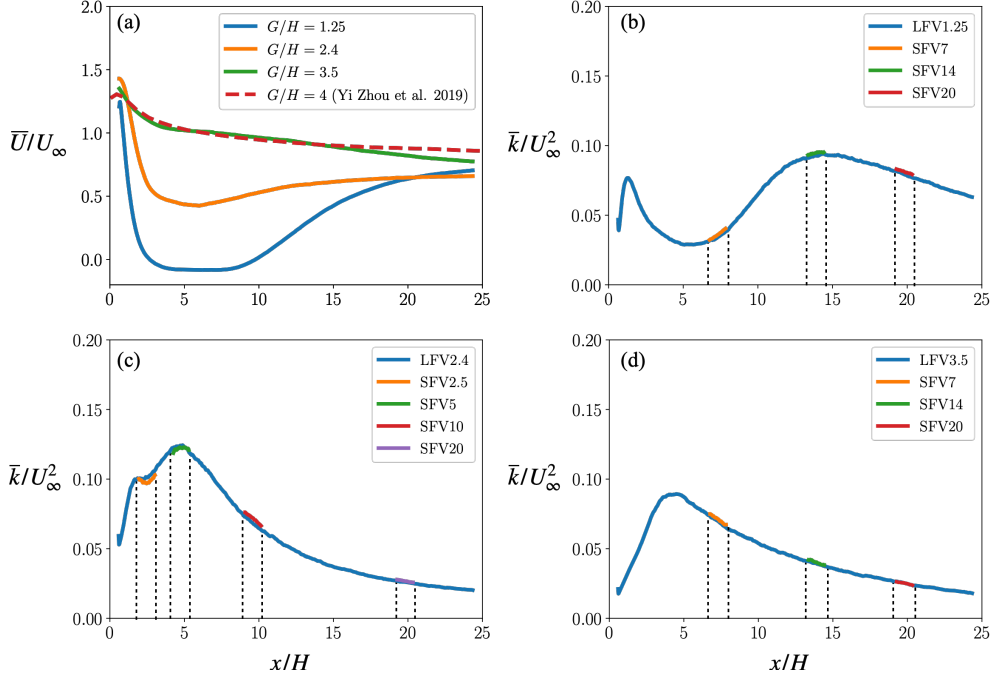 (a)
G/H = 1.25
G/H = 2.4
G/H = 3.5
G/H = 4 (Yi Zhou et al. 2019)
2.0
1.5
1.0
0.5
0.0
U̅/U∞
0 5 10 15 20 25
(b)
LFV1.25
SFV7
SFV14
SFV20
0.20
0.15
0.10
0.05
0.00
k̅/U∞²
0 5 10 15 20 25
(c)
LFV2.4
SFV2.5
SFV5
SFV10
SFV20
0.20
0.15
0.10
0.05
0.00
k̅/U∞²
0 5 10 15 20 25
x/H
(d)
LFV3.5
SFV7
SFV14
SFV20
0.20
0.15
0.10
0.05
0.00
k̅/U∞²
0 5 10 15 20 25
x/H